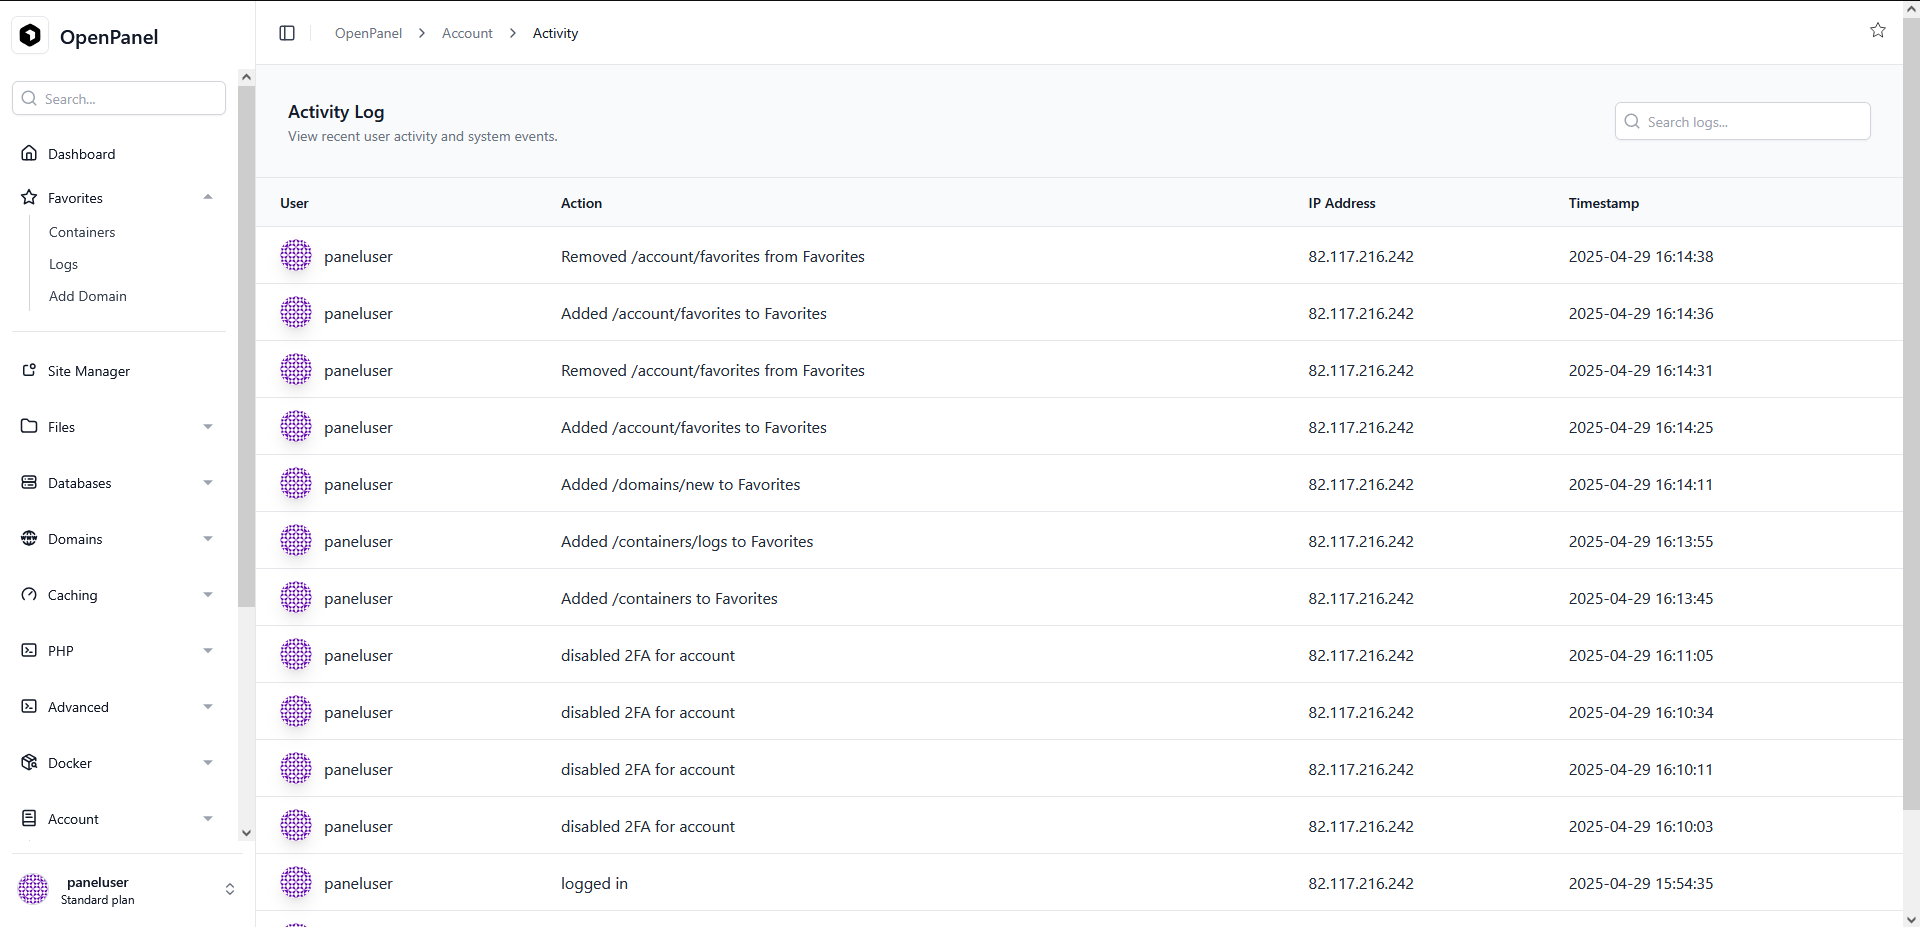 OpenPanel
Search...
Dashboard
Favorites
Containers
Logs
Add Domain
Site Manager
Files
Databases
Domains
Caching
PHP
Advanced
Docker
Account
paneluser
Standard plan
OpenPanel > Account > Activity
Activity Log
View recent user activity and system events.
Search logs...
User Action IP Address Timestamp
paneluser Removed /account/favorites from Favorites 82.117.216.242 2025-04-29 16:14:38
paneluser Added /account/favorites to Favorites 82.117.216.242 2025-04-29 16:14:36
paneluser Removed /account/favorites from Favorites 82.117.216.242 2025-04-29 16:14:31
paneluser Added /account/favorites to Favorites 82.117.216.242 2025-04-29 16:14:25
paneluser Added /domains/new to Favorites 82.117.216.242 2025-04-29 16:14:11
paneluser Added /containers/logs to Favorites 82.117.216.242 2025-04-29 16:13:55
paneluser Added /containers to Favorites 82.117.216.242 2025-04-29 16:13:45
paneluser disabled 2FA for account 82.117.216.242 2025-04-29 16:11:05
paneluser disabled 2FA for account 82.117.216.242 2025-04-29 16:10:34
paneluser disabled 2FA for account 82.117.216.242 2025-04-29 16:10:11
paneluser disabled 2FA for account 82.117.216.242 2025-04-29 16:10:03
paneluser logged in 82.117.216.242 2025-04-29 15:54:35